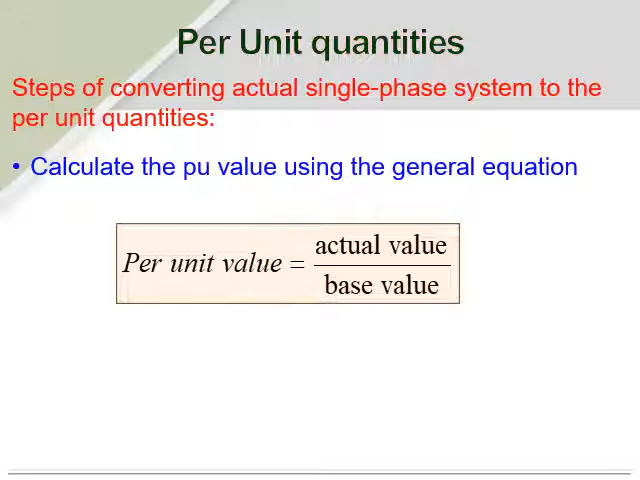 Per Unit quantities
Steps of converting actual single-phase system to the
per unit quantities:
• Calculate the pu value using the general equation
Per unit value = actual value / base value